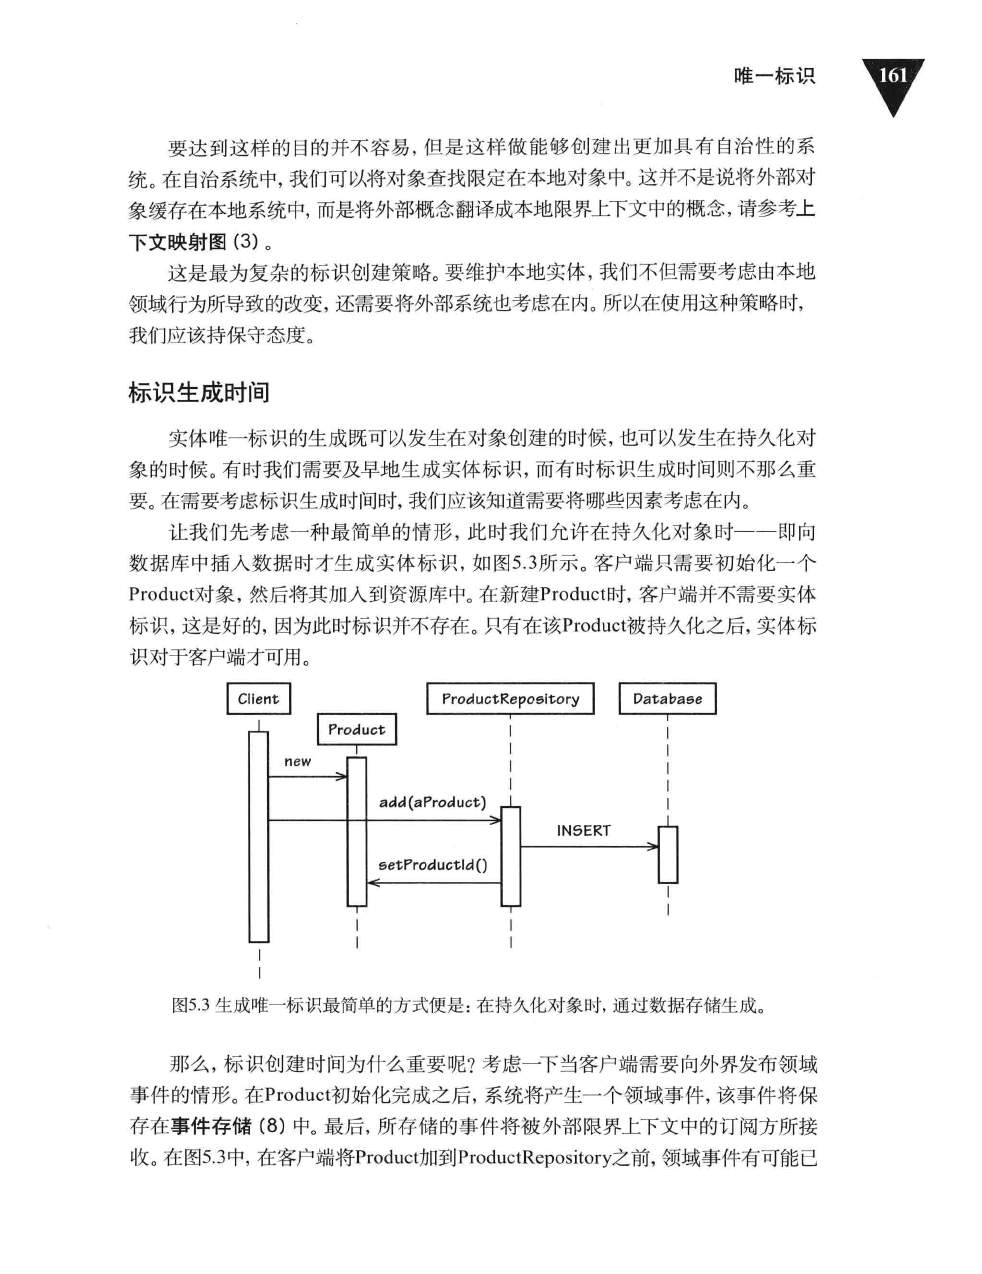 唯一标识
161
要达到这样的目的并不容易，但是这样做能够创建出更加具有自治性的系
统。在自治系统中，我们可以将对象查找限定在本地对象中。这并不是说将外部对
象缓存在本地系统中，而是将外部概念翻译成本地限界上下文中的概念，请参考上
下文映射图（3）。
这是最为复杂的标识创建策略。要维护本地实体，我们不但需要考虑由本地
领域行为所导致的改变，还需要将外部系统也考虑在内。所以在使用这种策略时，
我们应该持保守态度。
标识生成时间
实体唯一标识的生成既可以发生在对象创建的时候，也可以发生在持久化对
象的时候。有时我们需要及早地生成实体标识，而有时标识生成时间则不那么重
要。在需要考虑标识生成时间时，我们应该知道需要将哪些因素考虑在内。
让我们先考虑一种最简单的情形，此时我们允许在持久化对象时——即向
数据库中插入数据时才生成实体标识，如图5.3所示。客户端只需要初始化一个
Product对象，然后将其加入到资源库中。在新建Product时，客户端并不需要实体
标识，这是好的，因为此时标识并不存在。只有在该Product被持久化之后，实体标
识对于客户端才可用。
Client
ProductRepository
Database
Product
new
add(aProduct)
INSERT
setProductId()
图5.3 生成唯一标识最简单的方式便是：在持久化对象时，通过数据存储生成。
那么，标识创建时间为什么重要呢？考虑一下当客户端需要向外界发布领域
事件的情形。在Product初始化完成之后，系统将产生一个领域事件，该事件将保
存在事件存储（8）中。最后，所存储的事件将被外部限界上下文中的订阅方所接
收。在图5.3中，在客户端将Product加到ProductRepository之前，领域事件有可能已